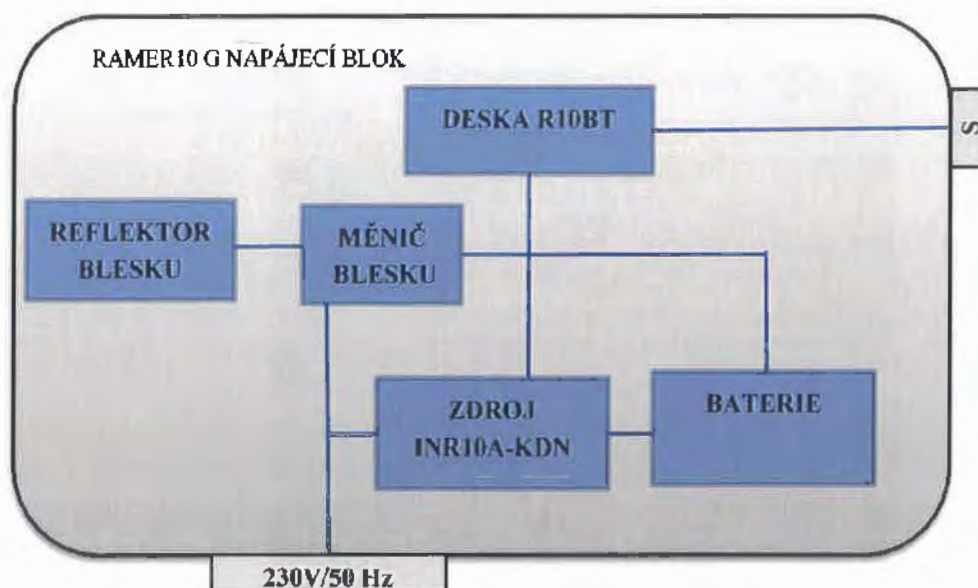 RAMER10 G NAPÁJECÍ BLOK
DESKA R10BT
S
REFLEKTOR
BLESKU
MĚNIČ
BLESKU
ZDROJ
INR10A-KDN
BATERIE
230V/50 Hz